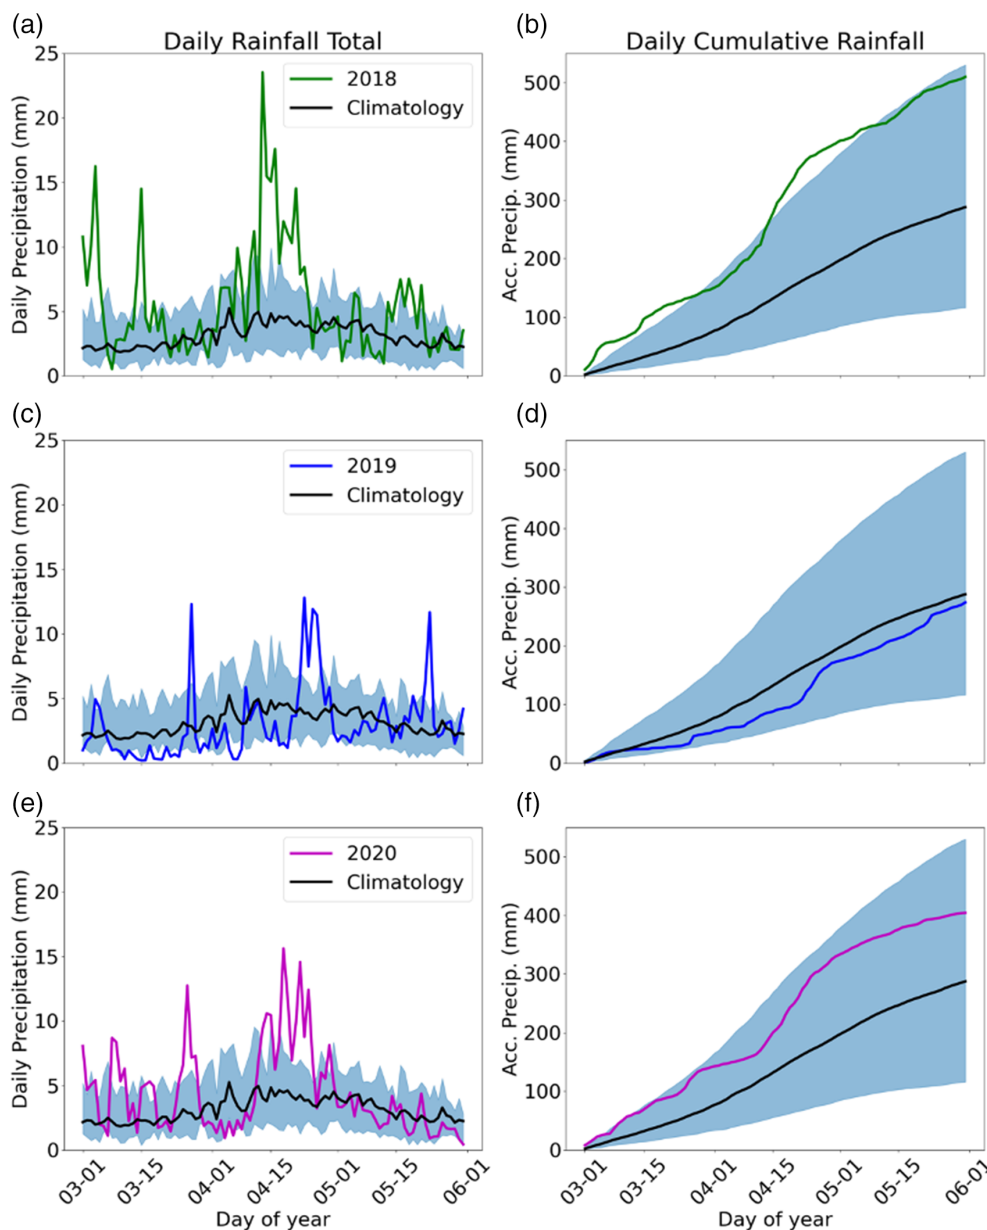 (a)
Daily Rainfall Total
25
20
15
10
5
0
Daily Precipitation (mm)
2018
Climatology
(b)
Daily Cumulative Rainfall
500
400
300
200
100
0
Acc. Precip. (mm)
03-01
03-15
04-01
04-15
05-01
05-15
06-01
(c)
25
20
15
10
5
0
Daily Precipitation (mm)
2019
Climatology
(d)
500
400
300
200
100
0
Acc. Precip. (mm)
(e)
25
20
15
10
5
0
Daily Precipitation (mm)
2020
Climatology
03-01
03-15
04-01
04-15
05-01
05-15
06-01
Day of year
(f)
500
400
300
200
100
0
Acc. Precip. (mm)
Day of year